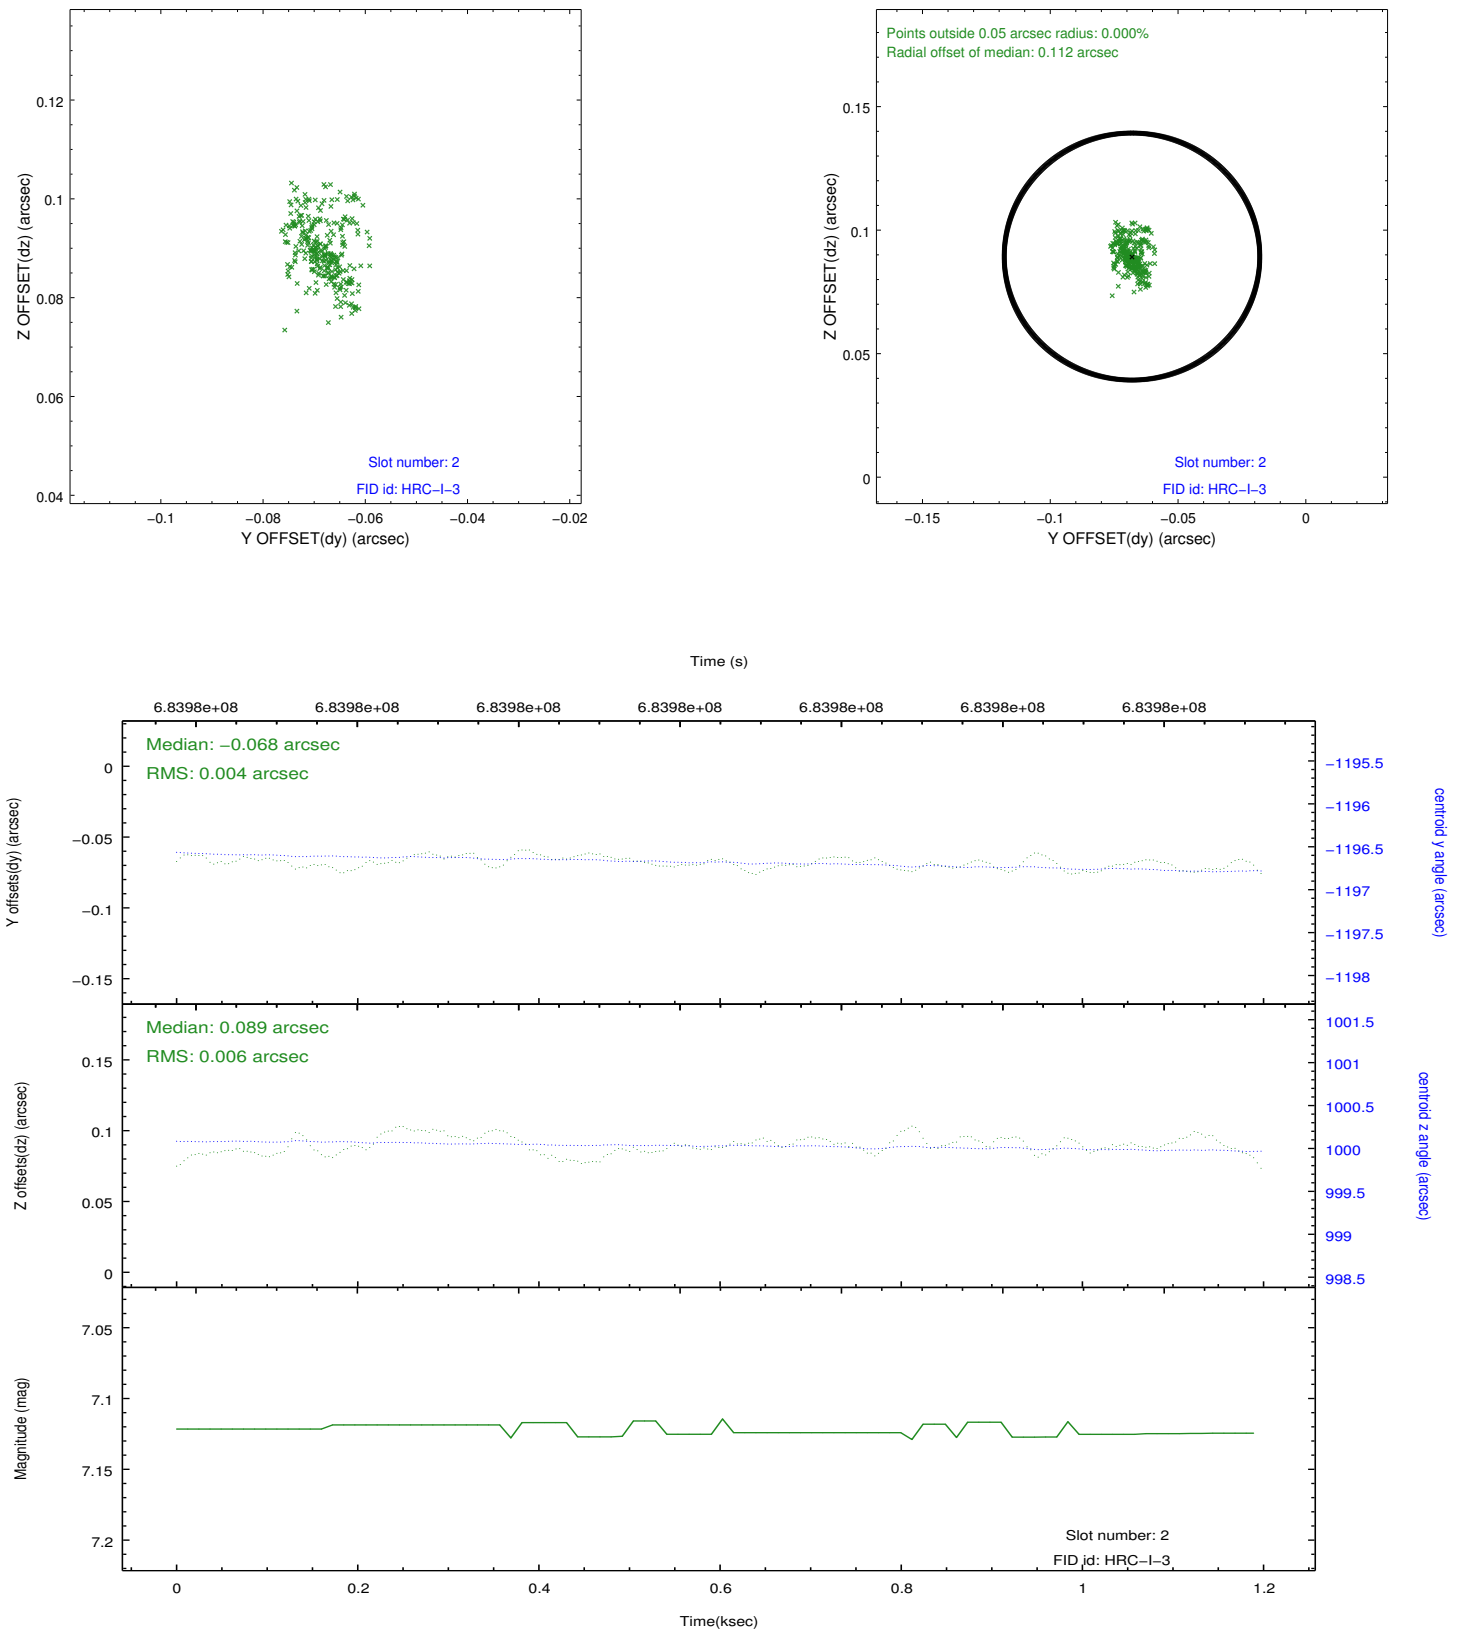 Points outside 0.05 arcsec radius: 0.000%
Radial offset of median: 0.112 arcsec
0.12
0.1
0.08
0.06
0.04
Z OFFSET(dz) (arcsec)
Slot number: 2
FID id: HRC−I−3
−0.1 −0.08 −0.06 −0.04 −0.02
Y OFFSET(dy) (arcsec)
0.15
0.1
0.05
0
Z OFFSET(dz) (arcsec)
Slot number: 2
FID id: HRC−I−3
−0.15 −0.1 −0.05 0
Y OFFSET(dy) (arcsec)
Time (s)
6.8398e+08 6.8398e+08 6.8398e+08 6.8398e+08 6.8398e+08 6.8398e+08 6.8398e+08
Median: −0.068 arcsec
RMS: 0.004 arcsec
0
−0.05
−0.1
−0.15
Y offsets(dy) (arcsec)
−1195.5
−1196
−1196.5
−1197
−1197.5
−1198
centroid y angle (arcsec)
Median: 0.089 arcsec
RMS: 0.006 arcsec
0.15
0.1
0.05
0
Z offsets(dz) (arcsec)
1001.5
1001
1000.5
1000
999.5
999
998.5
centroid z angle (arcsec)
7.05
7.1
7.15
7.2
Magnitude (mag)
Slot number: 2
FID id: HRC−I−3
0 0.2 0.4 0.6 0.8 1 1.2
Time(ksec)